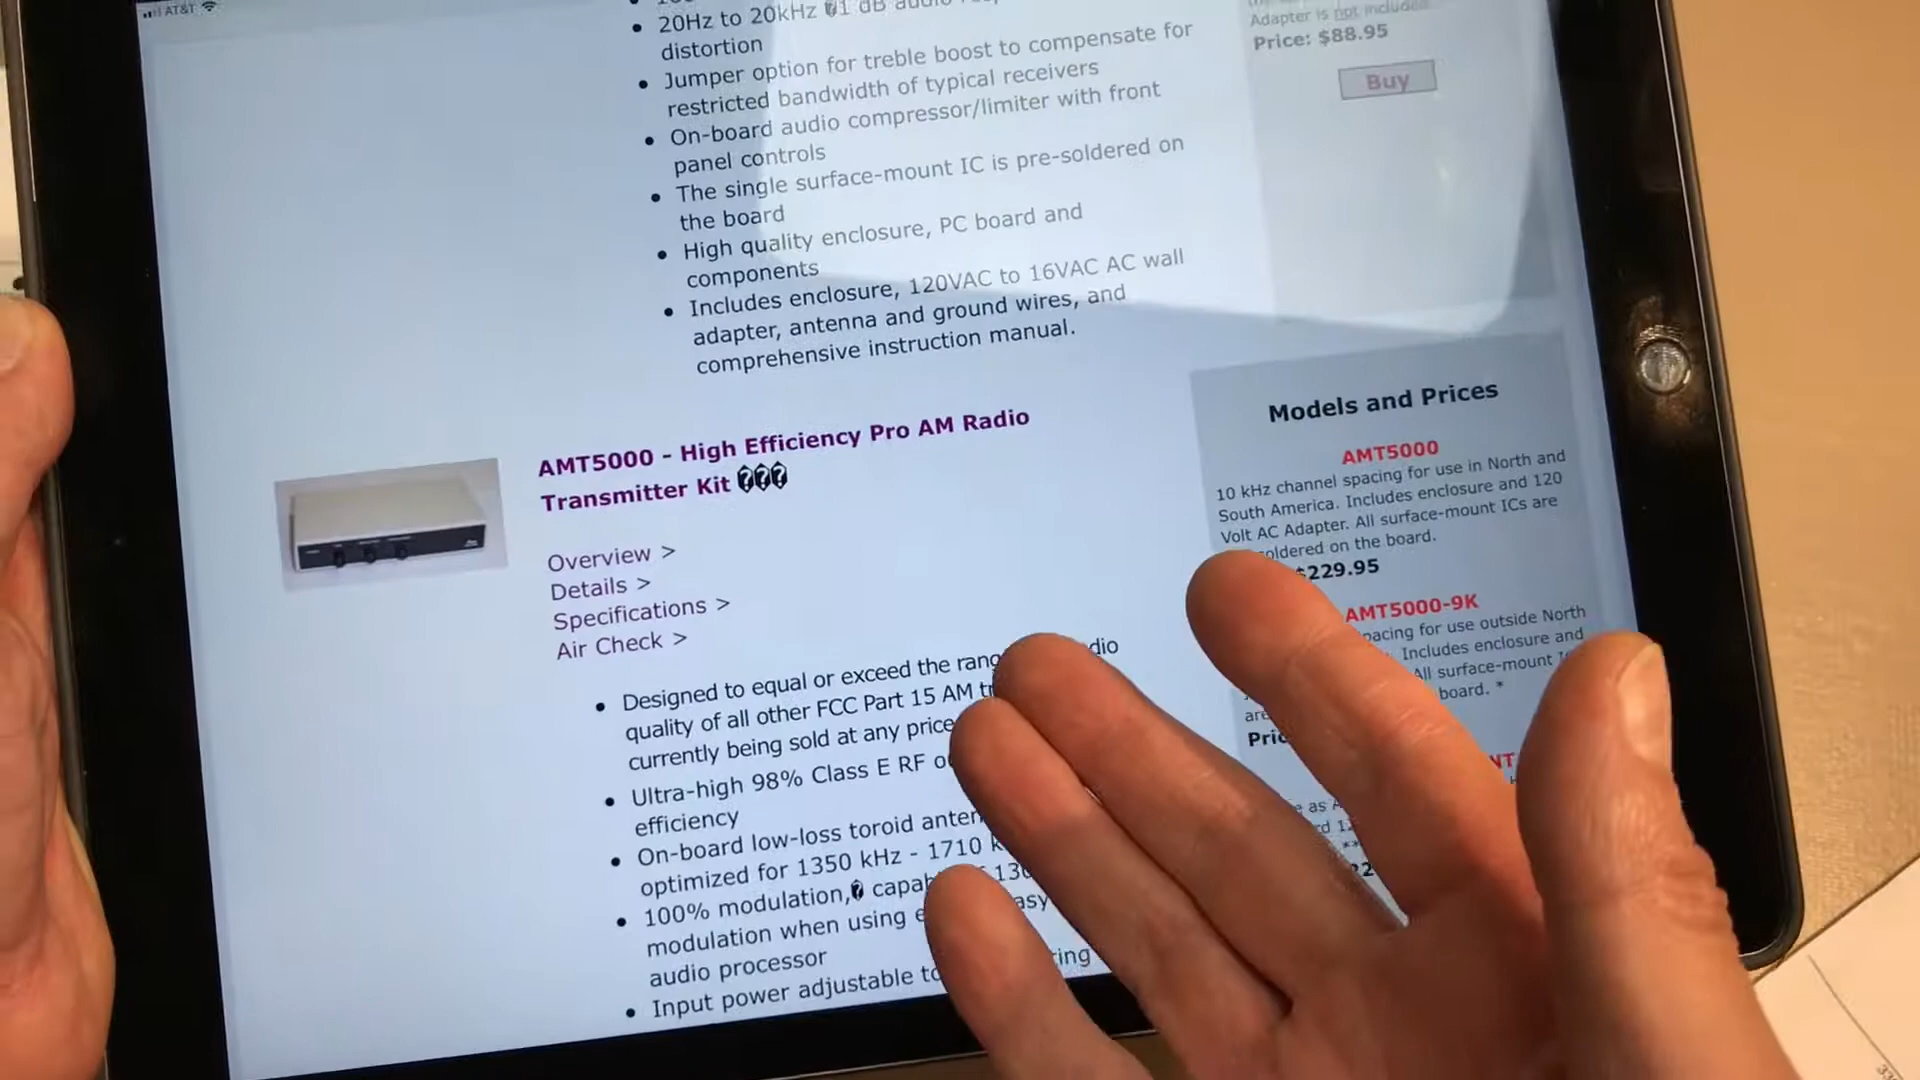 AT&T
20Hz to 20kHz �1 dB audio
distortion
Jumper option for treble boost to compensate for
restricted bandwidth of typical receivers
On-board audio compressor/limiter with front
panel controls
The single surface-mount IC is pre-soldered on
the board
High quality enclosure, PC board and
components
Includes enclosure, 120VAC to 16VAC AC wall
adapter, antenna and ground wires, and
comprehensive instruction manual.
Adapter is not included
Price: $88.95
Buy
AMT5000 - High Efficiency Pro AM Radio
Transmitter Kit ���
Overview >
Details >
Specifications >
Air Check >
Designed to equal or exceed the
quality of all other FCC Part 15 AM
currently being sold at any price
Ultra-high 98% Class E RF
efficiency
On-board low-loss toroid
optimized for 1350 kHz - 1710
100% modulation,�
modulation when using
audio processor
Input power adjustable
Models and Prices
AMT5000
10 kHz channel spacing for use in North and
South America. Includes enclosure and 120
Volt AC Adapter. All surface-mount ICs are
soldered on the board.
$229.95
AMT5000-9K
for use outside North
Includes enclosure and
All surface-mount
board. *